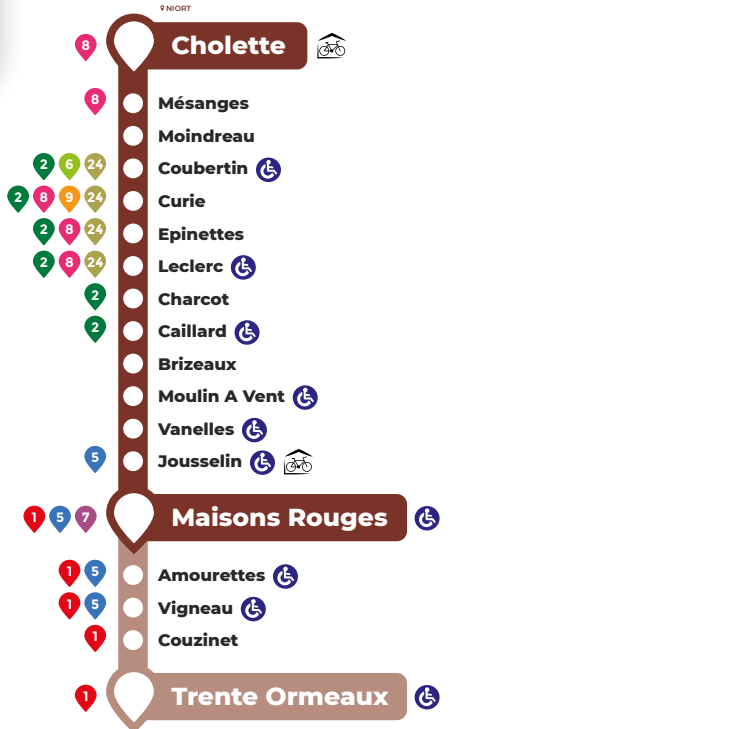 NIORT
8 Cholette
8 Mésanges
Moindreau
2 6 24 Coubertin
2 8 9 24 Curie
2 8 24 Epinettes
2 8 24 Leclerc
2 Charcot
2 Caillard
Brizeaux
Moulin A Vent
Vanelles
5 Jousselin
1 5 7 Maisons Rouges
1 5 Amourettes
1 5 Vigneau
1 Couzinet
1 Trente Ormeaux